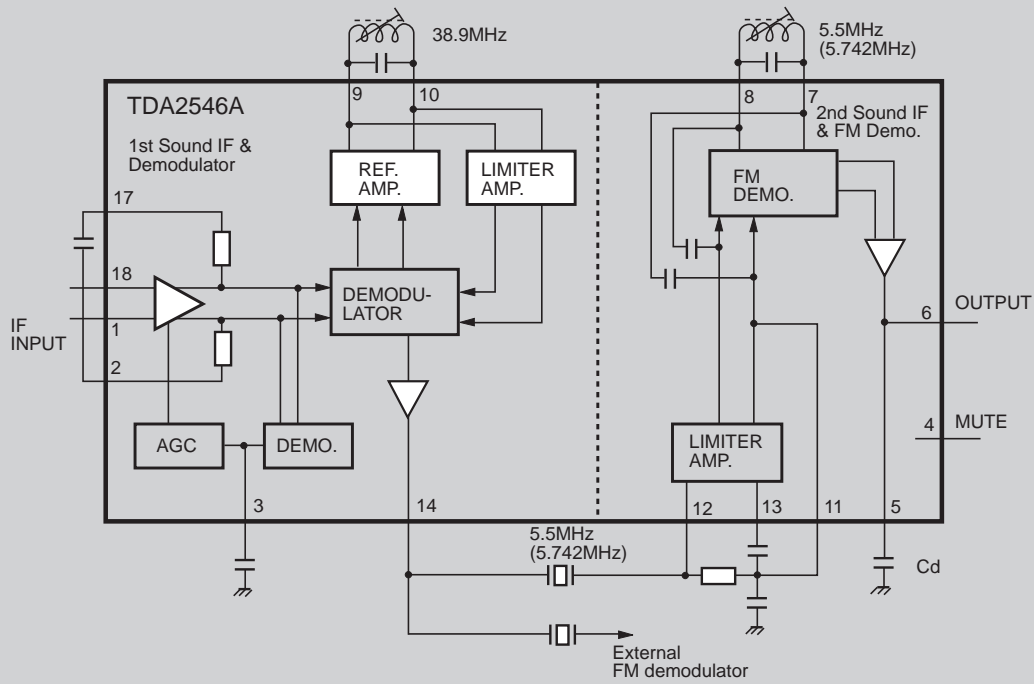 38.9MHz
5.5MHz
(5.742MHz)
9
10
8
7
TDA2546A
1st Sound IF &
Demodulator
2nd Sound IF
& FM Demo.
REF.
AMP.
LIMITER
AMP.
FM
DEMO.
17
18
1
2
IF
INPUT
DEMODU-
LATOR
6
OUTPUT
4
MUTE
AGC
DEMO.
LIMITER
AMP.
3
14
12
13
11
5
5.5MHz
(5.742MHz)
Cd
External
FM demodulator